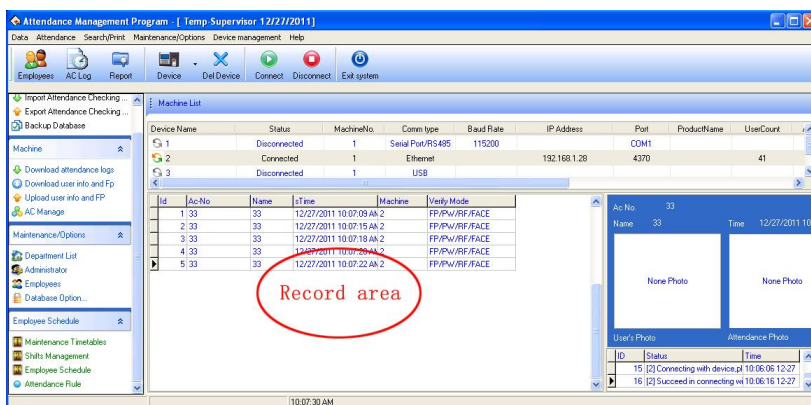 Attendance Management Program - [ Temp-Supervisor 12/27/2011]
Data Attendance Search/Print Maintenance/Options Device management Help
Employees AC Log Report Device Del Device Connect Disconnect Exit system
Import Attendance Checking ...
Export Attendance Checking ...
Backup Database
Machine
Download attendance logs
Download user info and Fp
Upload user info and FP
AC Manage
Maintenance/Options
Department List
Administrator
Employees
Database Option...
Employee Schedule
Maintenance Timetables
Shifts Management
Employee Schedule
Attendance Rule
Machine List
Device Name Status MachineNo. Comm type Baud Rate IP Address Port ProductName UserCount
1 Disconnected 1 Serial Port/RS485 115200 COM1
2 Connected 1 Ethernet 192.168.1.28 4370 41
3 Disconnected 1 USB
Id Ac-No Name sTime Machine Verify Mode
1 33 33 12/27/2011 10:07:09 AM 2 FP/PW/RF/FACE
2 33 33 12/27/2011 10:07:15 AM 2 FP/PW/RF/FACE
3 33 33 12/27/2011 10:07:18 AM 2 FP/PW/RF/FACE
4 33 33 12/27/2011 10:07:20 AM 2 FP/PW/RF/FACE
5 33 33 12/27/2011 10:07:22 AM 2 FP/PW/RF/FACE
Record area
Ac No. 33
Name 33 Time 12/27/2011 10
None Photo None Photo
User's Photo Attendance Photo
ID Status Time
15 [2] Connecting with device,pl 10:06:06 12-27
16 [2] Succeed in connecting wi 10:06:16 12-27
10:07:30 AM